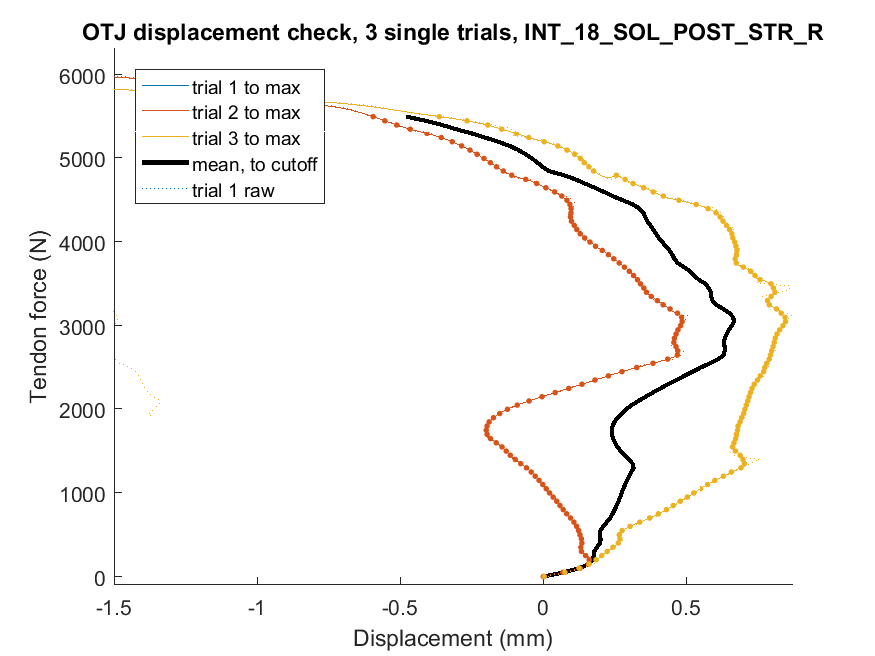 OTJ displacement check, 3 single trials, INT_18_SOL_POST_STR_R
6000
5000
4000
3000
2000
1000
0
Tendon force (N)
trial 1 to max
trial 2 to max
trial 3 to max
mean, to cutoff
trial 1 raw
-1.5
-1
-0.5
0
0.5
Displacement (mm)